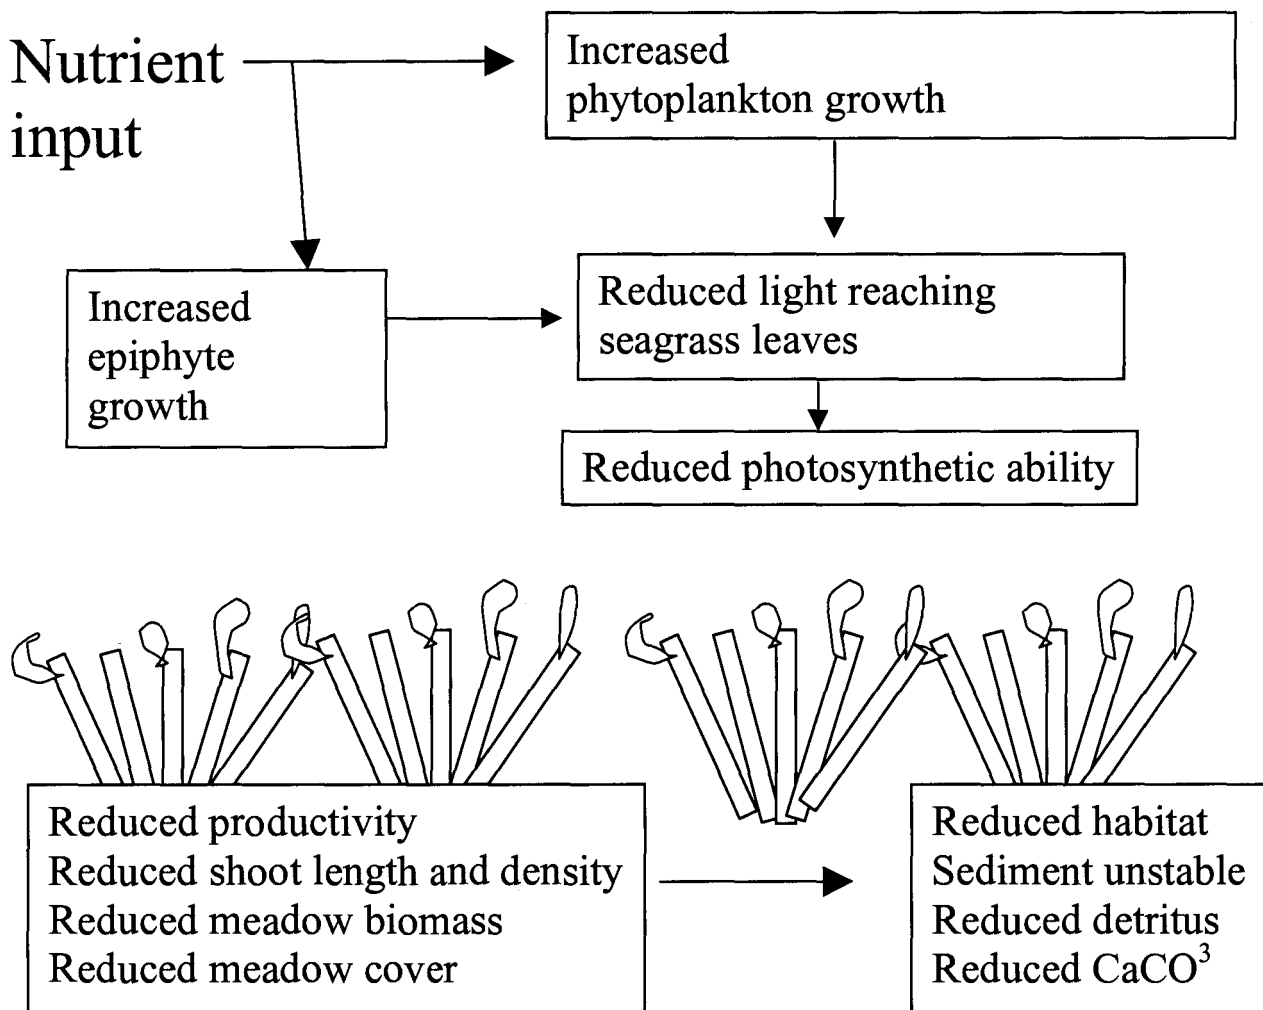 Nutrient
input
Increased
phytoplankton growth
Increased
epiphyte
growth
Reduced light reaching
seagrass leaves
Reduced photosynthetic ability
Reduced productivity
Reduced shoot length and density
Reduced meadow biomass
Reduced meadow cover
Reduced habitat
Sediment unstable
Reduced detritus
Reduced CaCO³